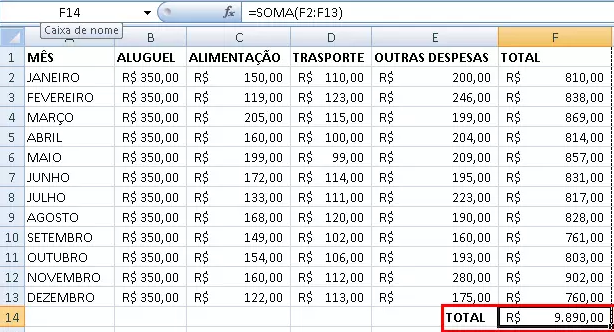 F14 fx =SOMA(F2:F13)
Caixa de nome
A B C D E F
1 MÊS ALUGUEL ALIMENTAÇÃO TRASPORTE OUTRAS DESPESAS TOTAL
2 JANEIRO R$ 350,00 R$ 150,00 R$ 110,00 R$ 200,00 R$ 810,00
3 FEVEREIRO R$ 350,00 R$ 119,00 R$ 123,00 R$ 246,00 R$ 838,00
4 MARÇO R$ 350,00 R$ 205,00 R$ 115,00 R$ 199,00 R$ 869,00
5 ABRIL R$ 350,00 R$ 160,00 R$ 100,00 R$ 204,00 R$ 814,00
6 MAIO R$ 350,00 R$ 199,00 R$ 99,00 R$ 209,00 R$ 857,00
7 JUNHO R$ 350,00 R$ 172,00 R$ 114,00 R$ 195,00 R$ 831,00
8 JULHO R$ 350,00 R$ 133,00 R$ 111,00 R$ 223,00 R$ 817,00
9 AGOSTO R$ 350,00 R$ 168,00 R$ 120,00 R$ 190,00 R$ 828,00
10 SETEMBRO R$ 350,00 R$ 149,00 R$ 102,00 R$ 160,00 R$ 761,00
11 OUTUBRO R$ 350,00 R$ 154,00 R$ 106,00 R$ 193,00 R$ 803,00
12 NOVEMBRO R$ 350,00 R$ 160,00 R$ 112,00 R$ 280,00 R$ 902,00
13 DEZEMBRO R$ 350,00 R$ 122,00 R$ 113,00 R$ 175,00 R$ 760,00
14 TOTAL R$ 9.890,00